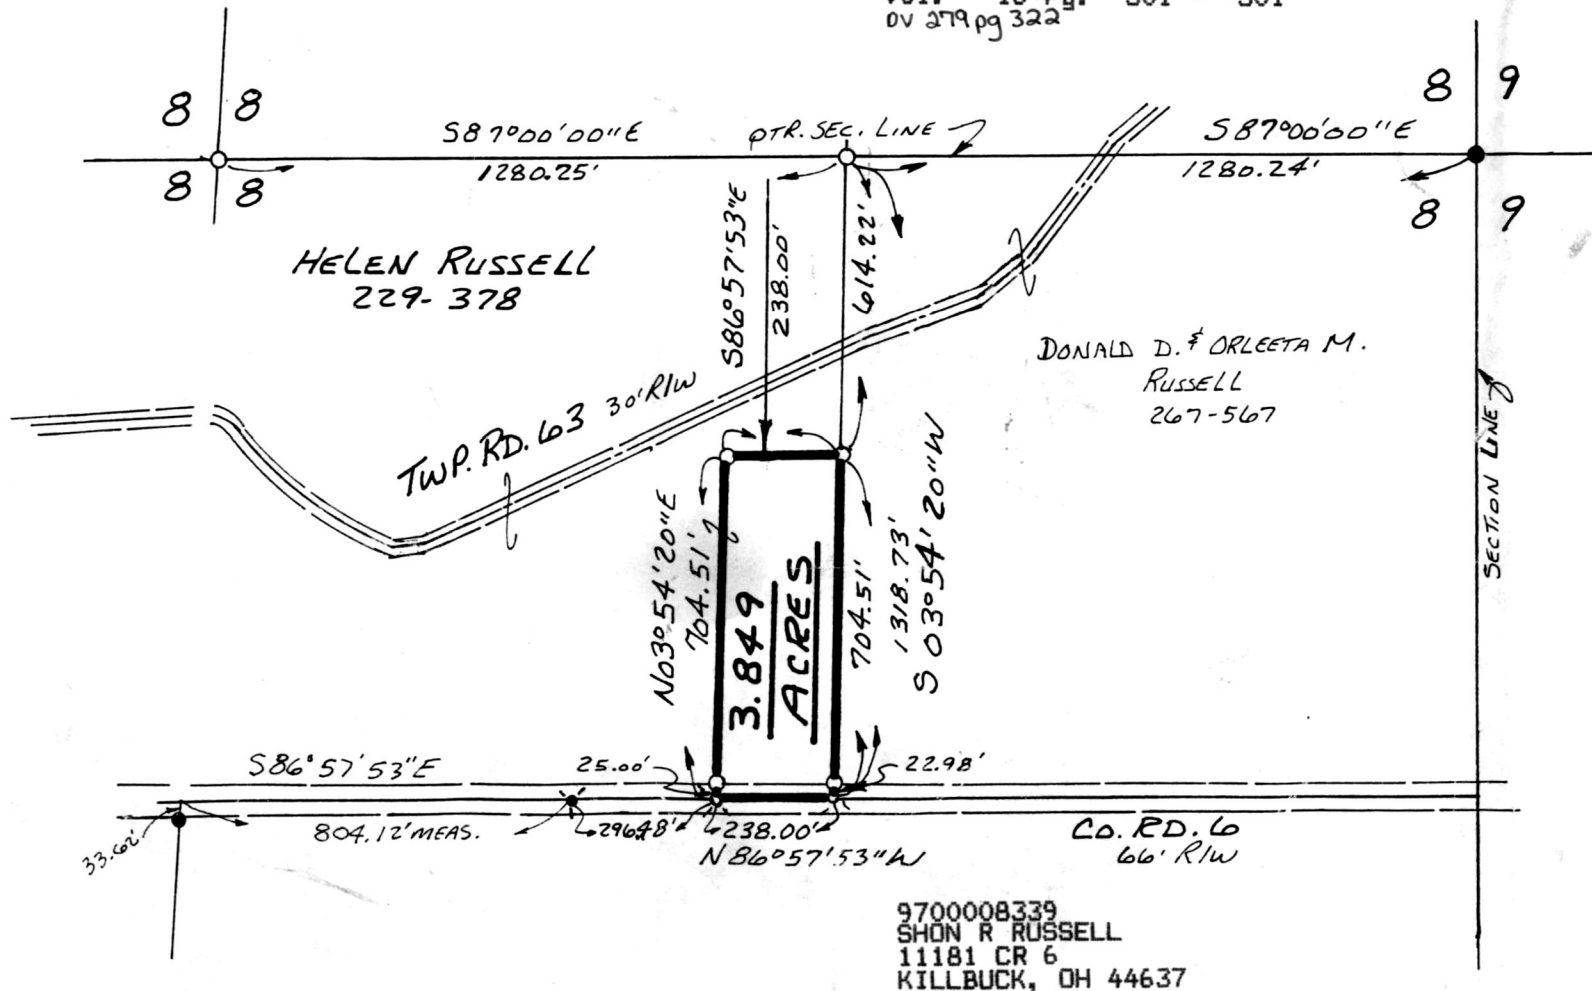 DV 279 pg 322
8 8
8 8
S87°00'00"E
1280.25'
QTR. SEC. LINE
S87°00'00"E
1280.24'
8 9
8 9
HELEN RUSSELL
229-378
S86°57'53"E
238.00'
614.22'
DONALD D. & ORLEETA M.
RUSSELL
267-567
TWP. RD. 63 30' R/W
SECTION LINE
N03°54'20"E
704.51'
3.849
ACRES
704.51'
1318.73'
S 03°54'20"W
S86°57'53"E
25.00'
22.98'
33.62'
804.12' MEAS.
238.00'
N86°57'53"W
CO. RD. 6
66' R/W
9700008339
SHON R RUSSELL
11181 CR 6
KILLBUCK, OH 44637